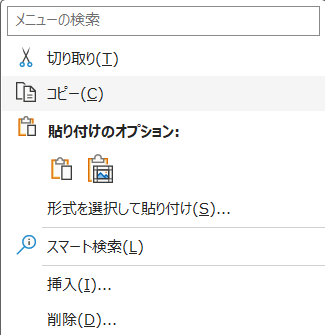 メニューの検索
切り取り(T)
コピー(C)
貼り付けのオプション:
形式を選択して貼り付け(S)...
スマート検索(L)
挿入(I)...
削除(D)...